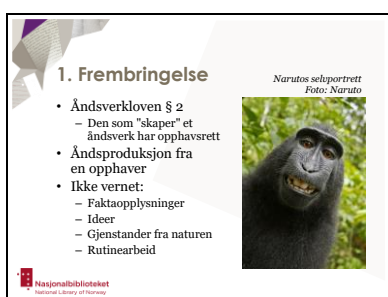 1. Frembringelse
Narutos selvportrett
Foto: Naruto
• Åndsverkloven § 2
– Den som "skaper" et
åndsverk har opphavsrett
• Åndsproduksjon fra
en opphaver
• Ikke vernet:
– Faktaopplysninger
– Ideer
– Gjenstander fra naturen
– Rutinearbeid
Nasjonalbiblioteket
National Library of Norway